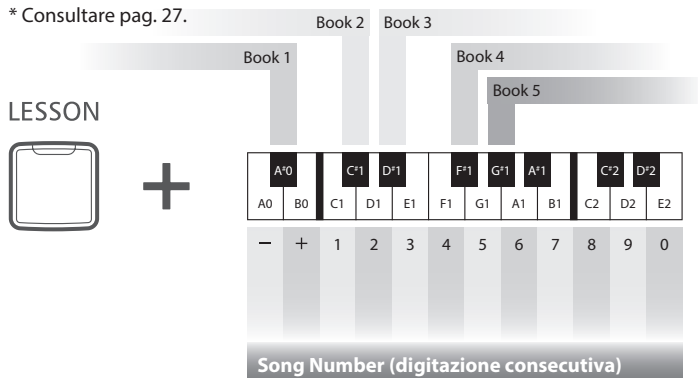 * Consultare pag. 27.
Book 2 Book 3
Book 1 Book 4
Book 5
LESSON
A#0 C#1 D#1 F#1 G#1 A#1 C#2 D#2
A0 B0 C1 D1 E1 F1 G1 A1 B1 C2 D2 E2
− + 1 2 3 4 5 6 7 8 9 0
Song Number (digitazione consecutiva)